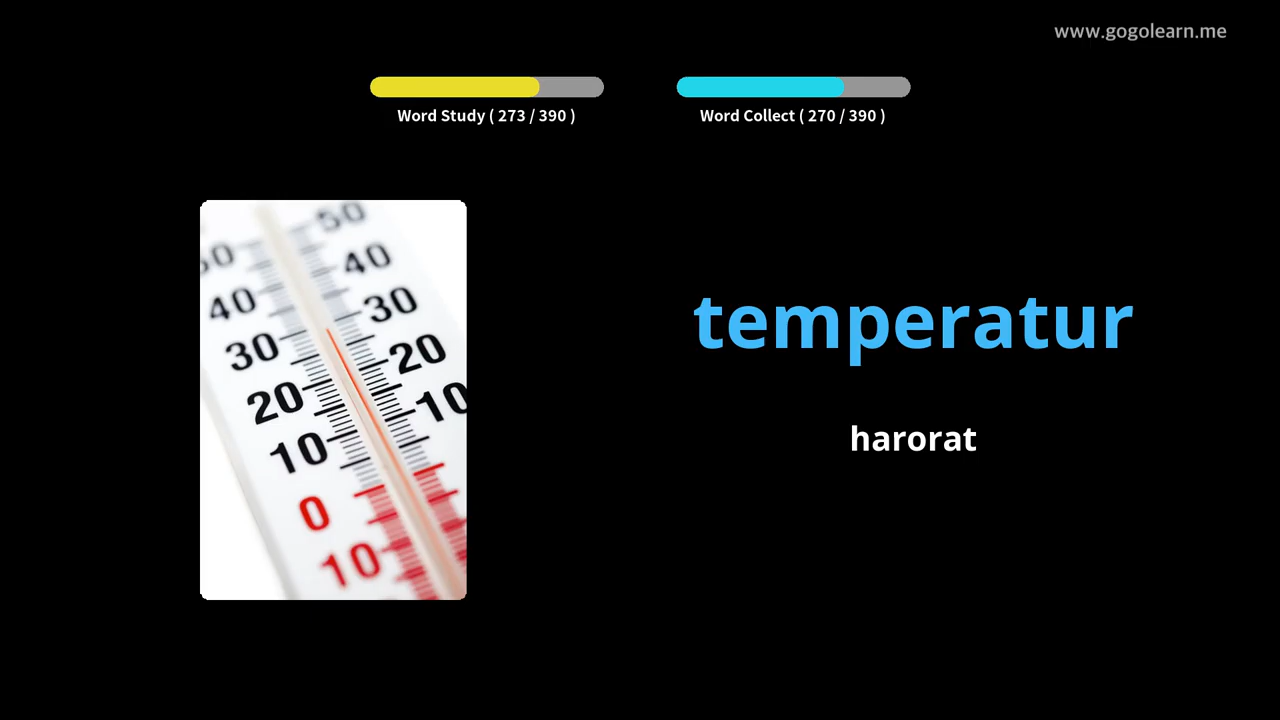 www.gogolearn.me
Word Study ( 273 / 390 )
Word Collect ( 270 / 390 )
50
40
30
20
10
40
30
20
10
0
10
temperatur
harorat